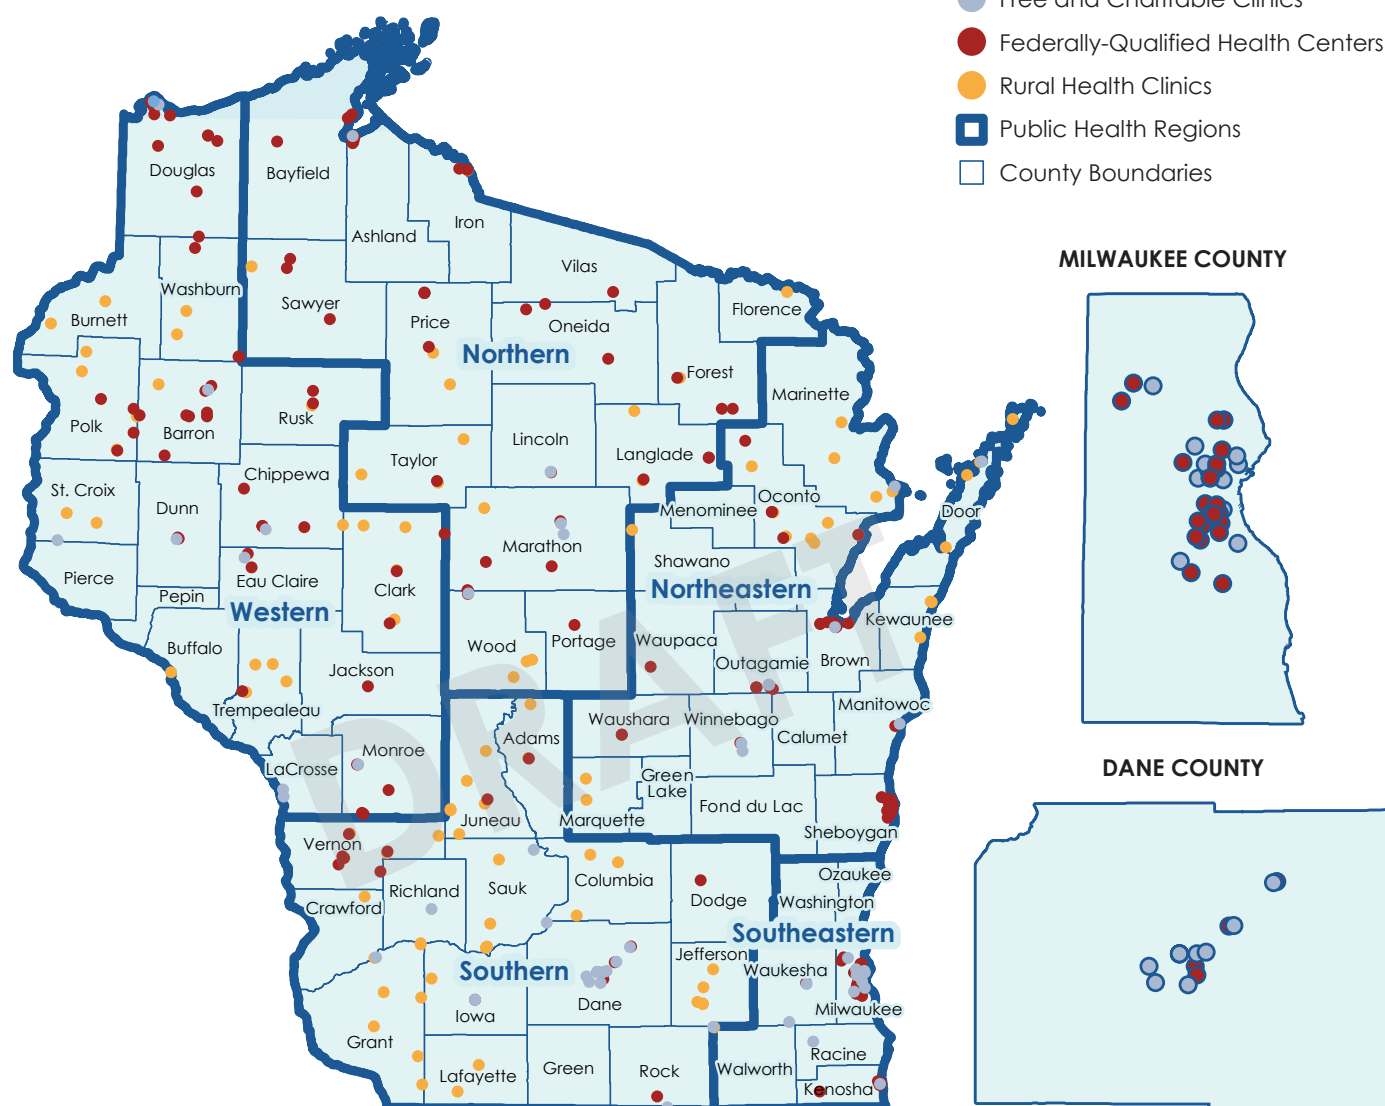 Free and Charitable Clinics
Federally-Qualified Health Centers
Rural Health Clinics
Public Health Regions
County Boundaries
MILWAUKEE COUNTY
DANE COUNTY
Douglas
Bayfield
Ashland
Iron
Vilas
Washburn
Sawyer
Burnett
Price
Oneida
Florence
Northern
Forest
Marinette
Polk
Barron
Rusk
Lincoln
Langlade
Taylor
Chippewa
St. Croix
Dunn
Oconto
Menominee
Door
Marathon
Shawano
Pierce
Eau Claire
Clark
Pepin
Western
Northeastern
Kewaunee
Buffalo
Wood
Portage
Waupaca
Outagamie
Brown
Jackson
Trempealeau
Manitowoc
Waushara
Winnebago
Calumet
Adams
Monroe
LaCrosse
Green
Lake
Fond du Lac
Juneau
Marquette
Sheboygan
Vernon
Ozaukee
Richland
Sauk
Columbia
Dodge
Washington
Crawford
Southeastern
Jefferson
Waukesha
Southern
Dane
Milwaukee
Iowa
Grant
Racine
Lafayette
Green
Rock
Walworth
Kenosha
DRAFT